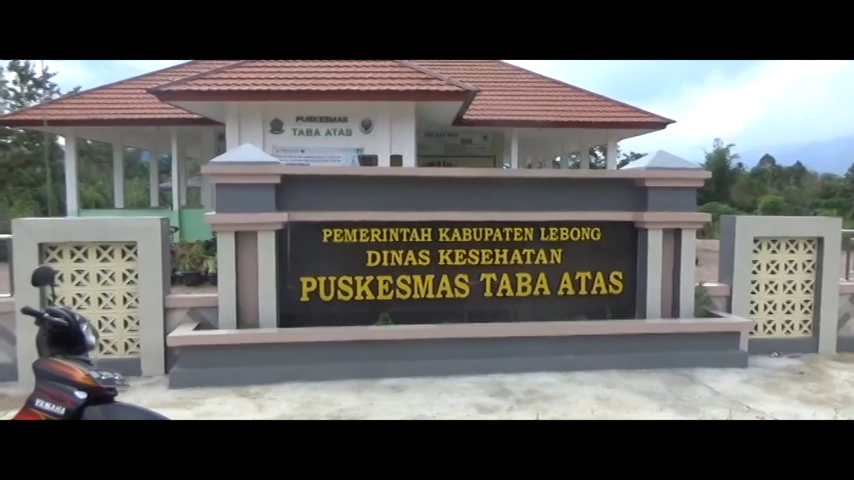 PUSKESMAS
TABA ATAS
PEMERINTAH KABUPATEN LEBONG
DINAS KESEHATAN
PUSKESMAS TABA ATAS
YAMAHA